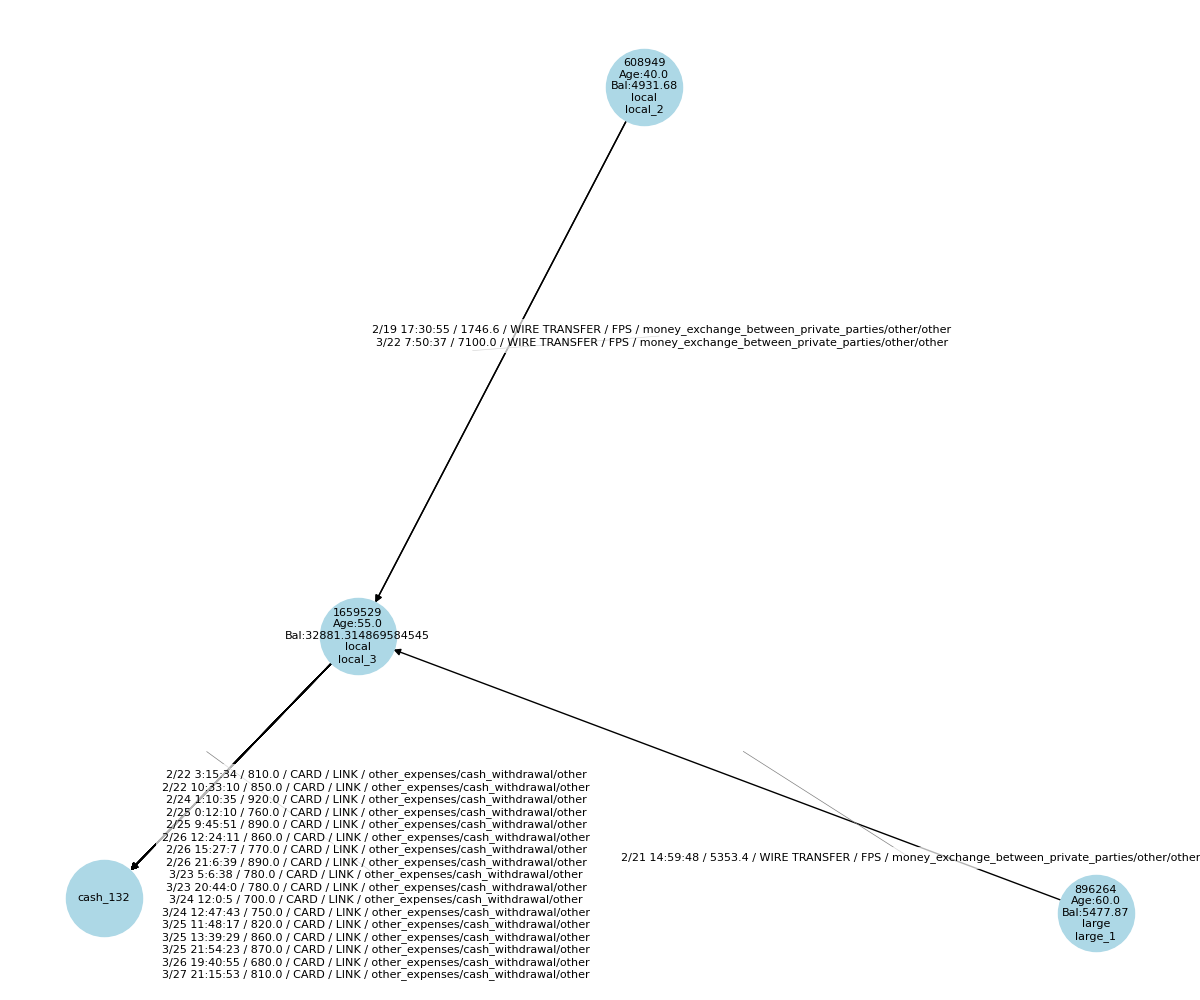 608949
Age:40.0
Bal:4931.68
local
local_2
2/19 17:30:55 / 1746.6 / WIRE TRANSFER / FPS / money_exchange_between_private_parties/other/other
3/22 7:50:37 / 7100.0 / WIRE TRANSFER / FPS / money_exchange_between_private_parties/other/other
1659529
Age:55.0
Bal:32881.314869584545
local
local_3
2/22 3:15:34 / 810.0 / CARD / LINK / other_expenses/cash_withdrawal/other
2/22 10:33:10 / 850.0 / CARD / LINK / other_expenses/cash_withdrawal/other
2/24 1:10:35 / 920.0 / CARD / LINK / other_expenses/cash_withdrawal/other
2/25 0:12:10 / 760.0 / CARD / LINK / other_expenses/cash_withdrawal/other
2/25 9:45:51 / 890.0 / CARD / LINK / other_expenses/cash_withdrawal/other
2/26 12:24:11 / 860.0 / CARD / LINK / other_expenses/cash_withdrawal/other
2/26 15:27:7 / 770.0 / CARD / LINK / other_expenses/cash_withdrawal/other
2/26 21:6:39 / 890.0 / CARD / LINK / other_expenses/cash_withdrawal/other
3/23 5:6:38 / 780.0 / CARD / LINK / other_expenses/cash_withdrawal/other
3/23 20:44:0 / 780.0 / CARD / LINK / other_expenses/cash_withdrawal/other
3/24 12:0:5 / 700.0 / CARD / LINK / other_expenses/cash_withdrawal/other
3/24 12:47:43 / 750.0 / CARD / LINK / other_expenses/cash_withdrawal/other
3/25 11:48:17 / 820.0 / CARD / LINK / other_expenses/cash_withdrawal/other
3/25 13:39:29 / 860.0 / CARD / LINK / other_expenses/cash_withdrawal/other
3/25 21:54:23 / 870.0 / CARD / LINK / other_expenses/cash_withdrawal/other
3/26 19:40:55 / 680.0 / CARD / LINK / other_expenses/cash_withdrawal/other
3/27 21:15:53 / 810.0 / CARD / LINK / other_expenses/cash_withdrawal/other
cash_132
2/21 14:59:48 / 5353.4 / WIRE TRANSFER / FPS / money_exchange_between_private_parties/other/other
896264
Age:60.0
Bal:5477.87
large
large_1